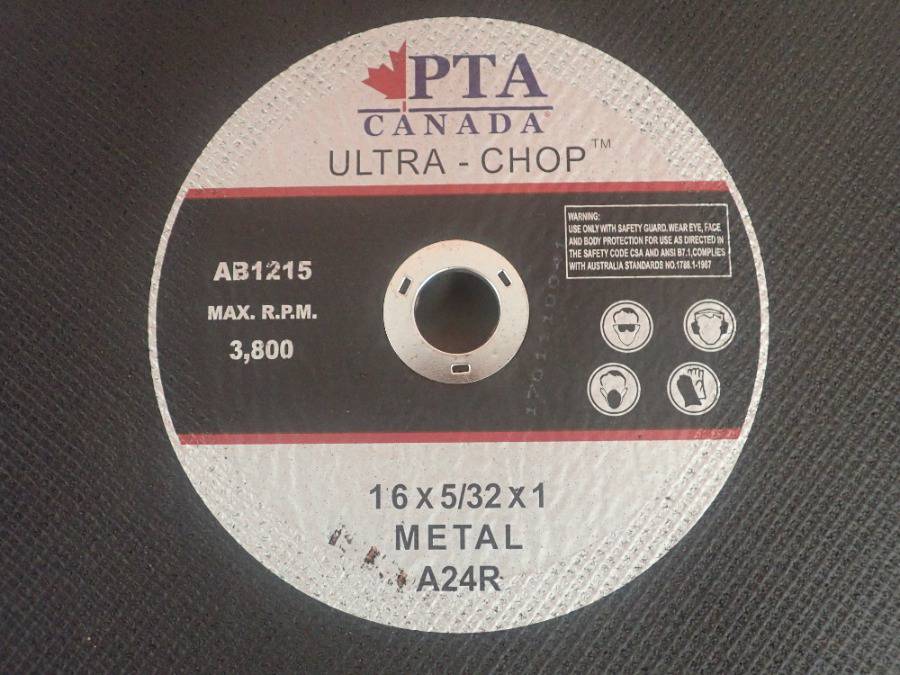 PTA
CANADA
ULTRA - CHOP™
WARNING:
USE ONLY WITH SAFETY GUARD. WEAR EYE, FACE
AND BODY PROTECTION FOR USE AS DIRECTED IN
THE SAFETY CODE CSA AND ANSI B7.1, COMPLIES
WITH AUSTRALIA STANDARDS NO.1788.1-1987
AB1215
MAX. R.P.M.
3,800
16 x 5/32 x 1
METAL
A24R